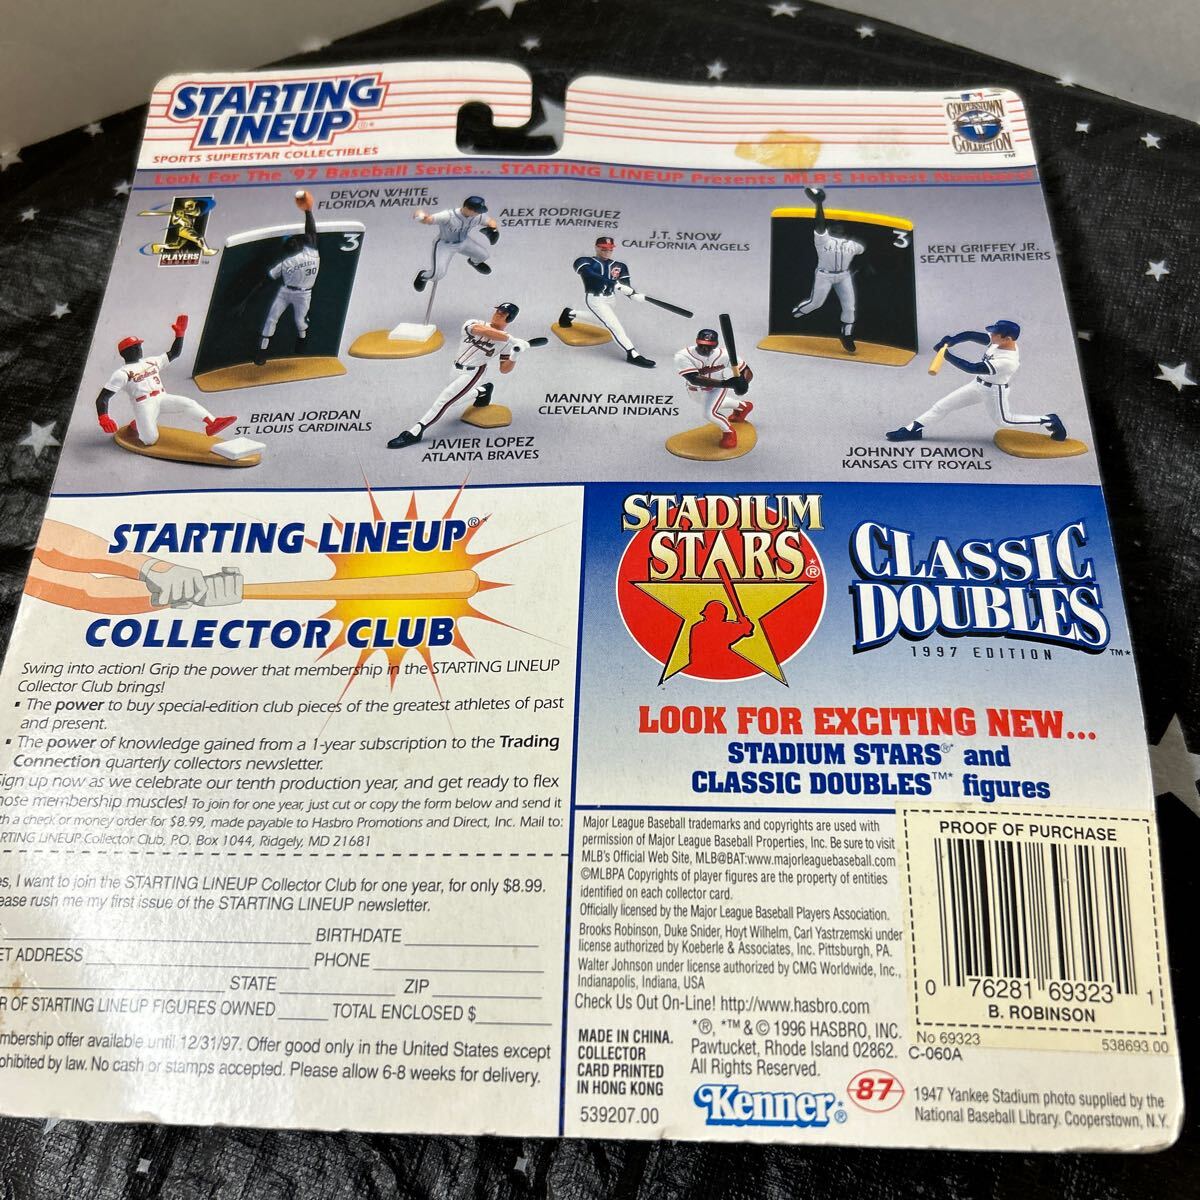 STARTING
LINEUP®*
SPORTS SUPERSTAR COLLECTIBLES
COOPERSTOWN
COLLECTION
TM
Look For The '97 Baseball Series... STARTING LINEUP Presents MLB'S Hottest Numbers!
PLAYERS
CHOICE TM
DEVON WHITE
FLORIDA MARLINS
ALEX RODRIGUEZ
SEATTLE MARINERS
J.T. SNOW
CALIFORNIA ANGELS
KEN GRIFFEY JR.
SEATTLE MARINERS
3
30
3
BRIAN JORDAN
ST. LOUIS CARDINALS
JAVIER LOPEZ
ATLANTA BRAVES
MANNY RAMIREZ
CLEVELAND INDIANS
JOHNNY DAMON
KANSAS CITY ROYALS
STARTING LINEUP®*
COLLECTOR CLUB
Swing into action! Grip the power that membership in the STARTING LINEUP
Collector Club brings!
▪ The power to buy special-edition club pieces of the greatest athletes of past
and present.
▪ The power of knowledge gained from a 1-year subscription to the Trading
Connection quarterly collectors newsletter.
Sign up now as we celebrate our tenth production year, and get ready to flex
those membership muscles! To join for one year, just cut or copy the form below and send it
with a check or money order for $8.99, made payable to Hasbro Promotions and Direct, Inc. Mail to:
STARTING LINEUP Collector Club, P.O. Box 1044, Ridgely, MD 21681
Yes, I want to join the STARTING LINEUP Collector Club for one year, for only $8.99.
Please rush me my first issue of the STARTING LINEUP newsletter.
BIRTHDATE
ET ADDRESS PHONE
STATE ZIP
R OF STARTING LINEUP FIGURES OWNED TOTAL ENCLOSED $
mbership offer available until 12/31/97. Offer good only in the United States except
ohibited by law. No cash or stamps accepted. Please allow 6-8 weeks for delivery.
STADIUM
STARS®*
CLASSIC
DOUBLES
1997 EDITION TM*
LOOK FOR EXCITING NEW...
STADIUM STARS®* and
CLASSIC DOUBLES™* figures
Major League Baseball trademarks and copyrights are used with
permission of Major League Baseball Properties, Inc. Be sure to visit
MLB's Official Web Site, MLB@BAT:www.majorleaguebaseball.com
©MLBPA Copyrights of player figures are the property of entities
identified on each collector card.
Officially licensed by the Major League Baseball Players Association.
Brooks Robinson, Duke Snider, Hoyt Wilhelm, Carl Yastrzemski under
license authorized by Koeberle & Associates, Inc. Pittsburgh, PA.
Walter Johnson under license authorized by CMG Worldwide, Inc.,
Indianapolis, Indiana, USA
Check Us Out On-Line! http://www.hasbro.com
MADE IN CHINA.
COLLECTOR
CARD PRINTED
IN HONG KONG
539207.00
*®, *™ & © 1996 HASBRO, INC.
Pawtucket, Rhode Island 02862.
All Rights Reserved.
Kenner®*
87
PROOF OF PURCHASE
0 76281 69323 1
B. ROBINSON
No 69323 538693.00
C-060A
1947 Yankee Stadium photo supplied by the
National Baseball Library. Cooperstown, N.Y.